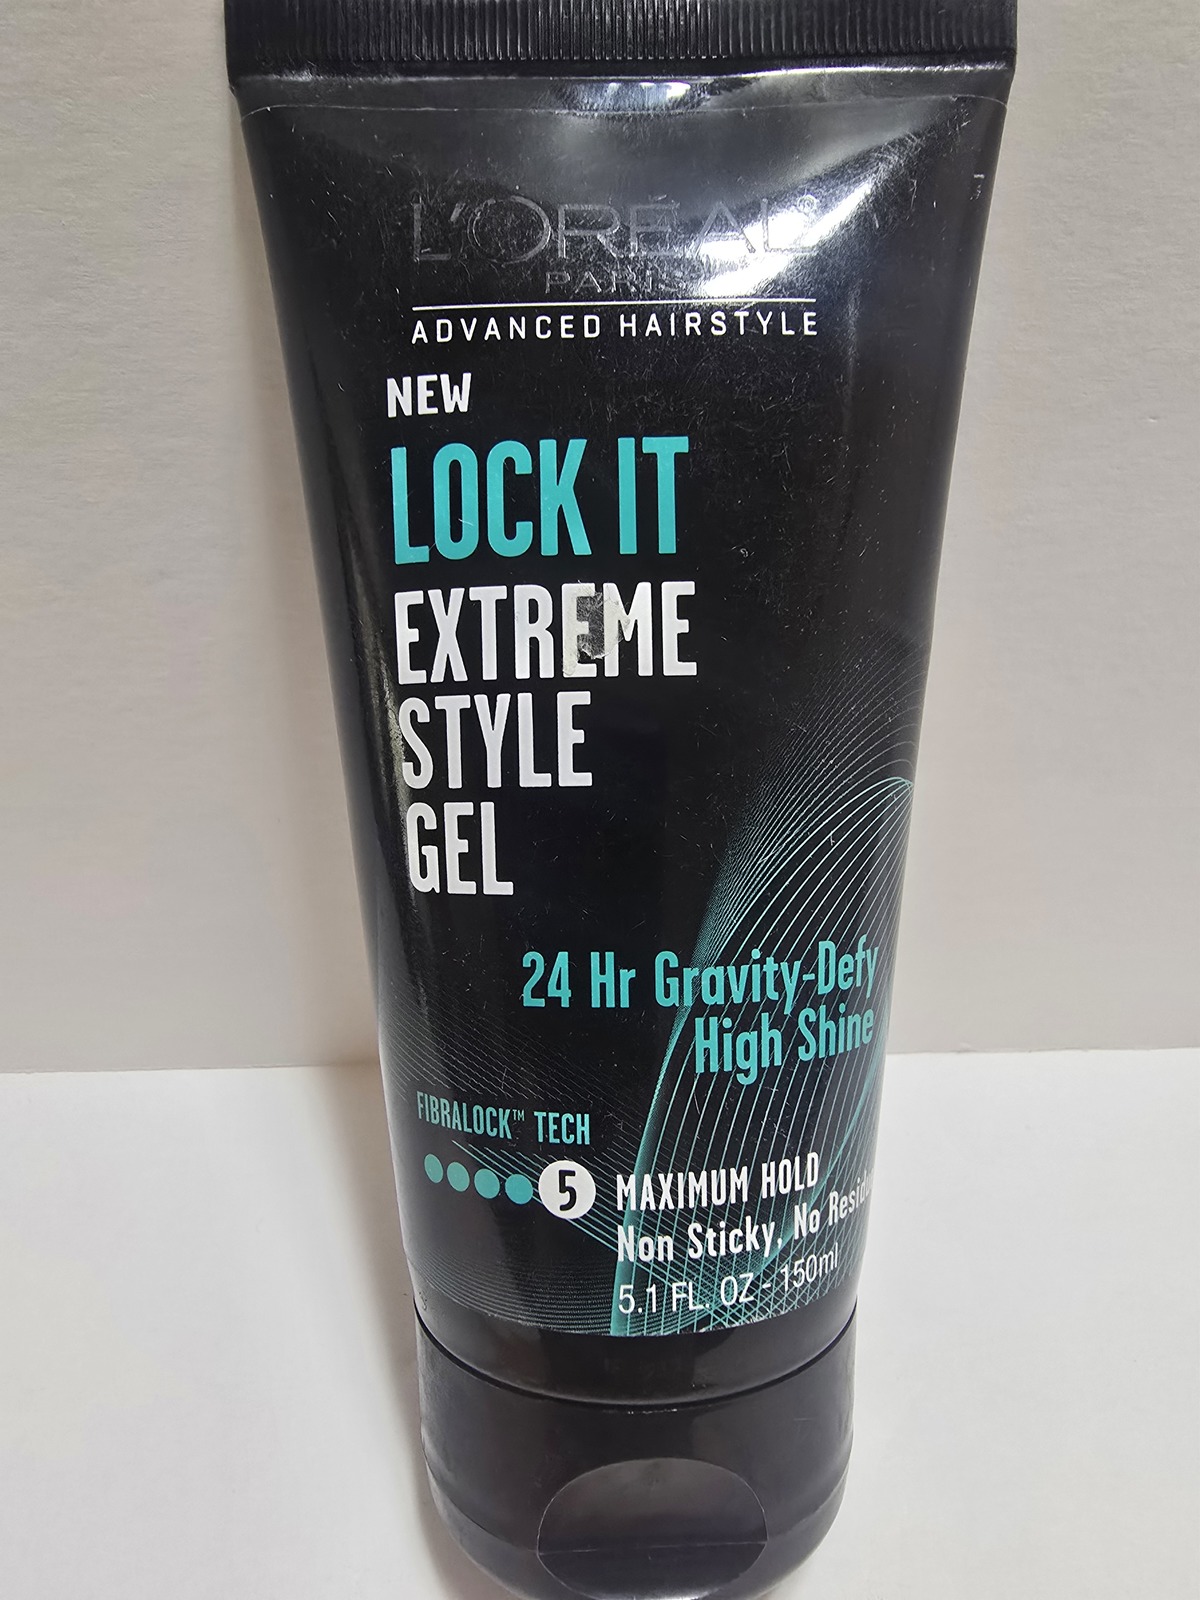 L'ORÉAL
PARIS
ADVANCED HAIRSTYLE
NEW
LOCK IT
EXTREME
STYLE
GEL
24 Hr Gravity-Defy
High Shine
FIBRALOCK™ TECH
5 MAXIMUM HOLD
Non Sticky, No
5.1 FL. OZ - 150ml